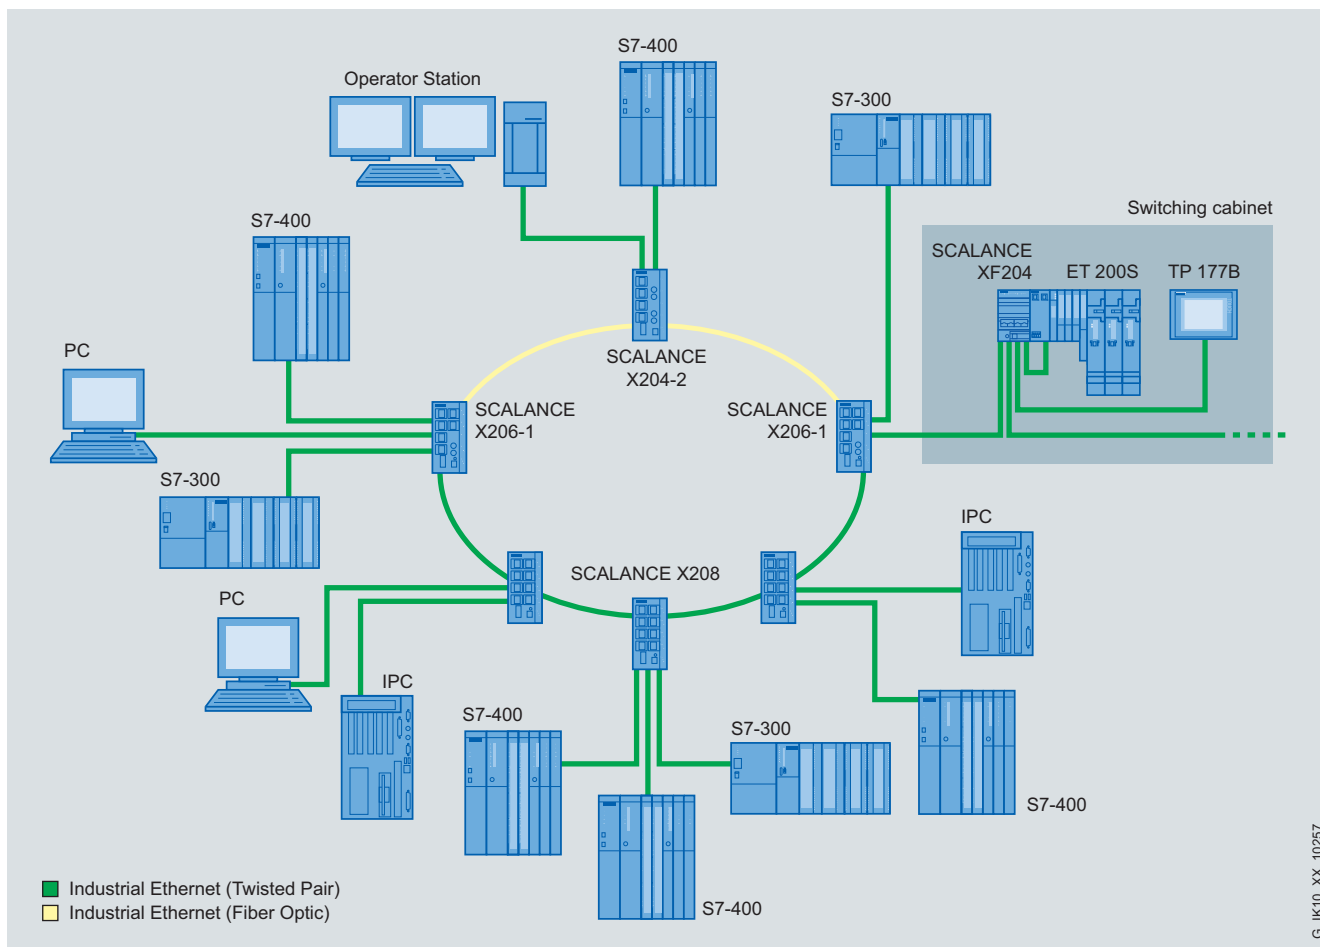 S7-400
Operator Station
S7-300
Switching cabinet
S7-400
SCALANCE
XF204
ET 200S
TP 177B
PC
SCALANCE
X204-2
SCALANCE
X206-1
SCALANCE
X206-1
S7-300
IPC
SCALANCE X208
PC
IPC
S7-400
S7-300
S7-400
S7-400
Industrial Ethernet (Twisted Pair)
Industrial Ethernet (Fiber Optic)
G_IK10_XX_10257